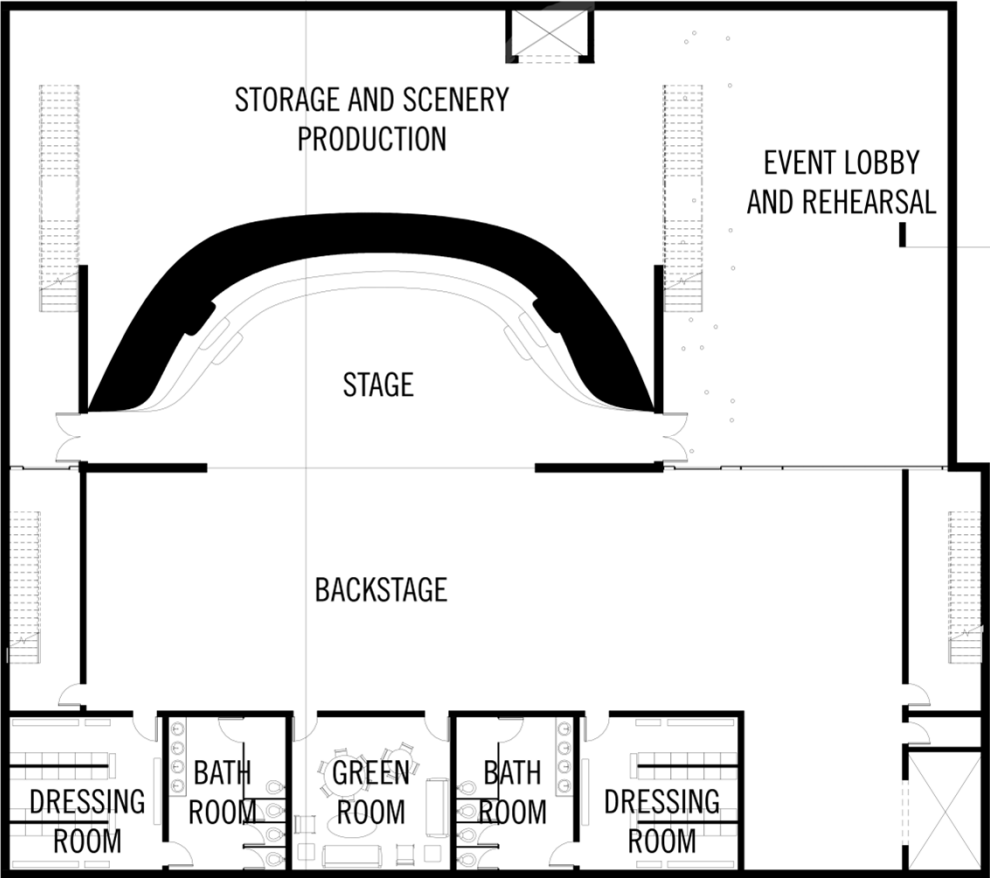 STORAGE AND SCENERY
PRODUCTION
EVENT LOBBY
AND REHEARSAL
STAGE
BACKSTAGE
DRESSING
ROOM
BATH
ROOM
GREEN
ROOM
BATH
ROOM
DRESSING
ROOM